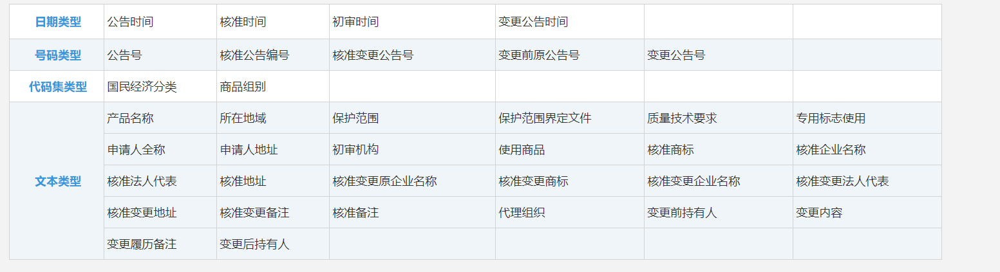 日期类型 公告时间 核准时间 初审时间 变更公告时间
号码类型 公告号 核准公告编号 核准变更公告号 变更前原公告号 变更公告号
代码集类型 国民经济分类 商品组别
产品名称 所在地域 保护范围 保护范围界定文件 质量技术要求 专用标志使用
申请人全称 申请人地址 初审机构 使用商品 核准商标 核准企业名称
文本类型 核准法人代表 核准地址 核准变更原企业名称 核准变更商标 核准变更企业名称 核准变更法人代表
核准变更地址 核准变更备注 核准备注 代理组织 变更前持有人 变更内容
变更履历备注 变更后持有人